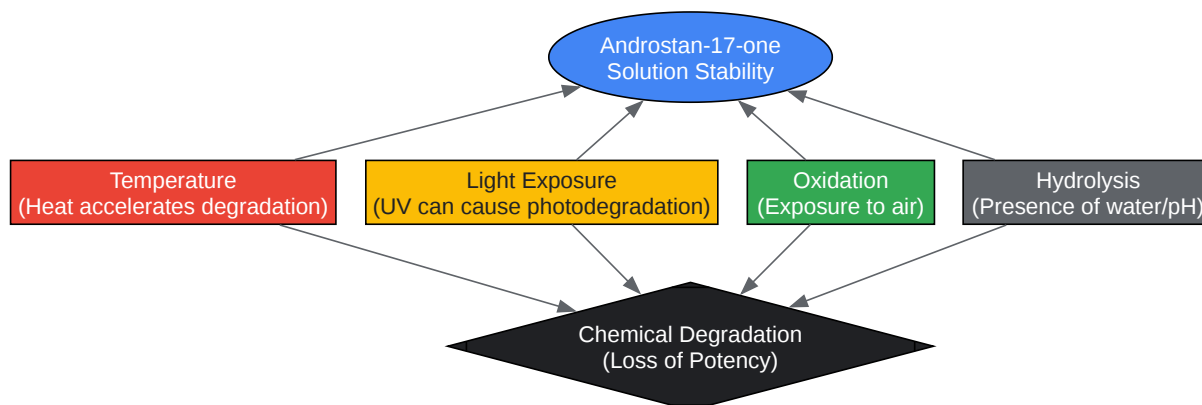 Androstan-17-one
Solution Stability
Temperature
(Heat accelerates degradation)
Light Exposure
(UV can cause photodegradation)
Oxidation
(Exposure to air)
Hydrolysis
(Presence of water/pH)
Chemical Degradation
(Loss of Potency)